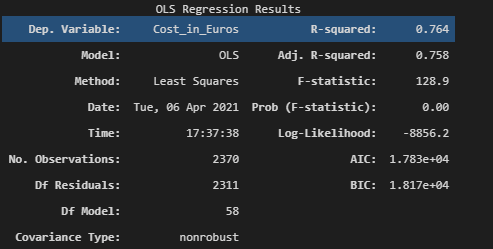 OLS Regression Results
Dep. Variable: Cost_in_Euros R-squared: 0.764
Model: OLS Adj. R-squared: 0.758
Method: Least Squares F-statistic: 128.9
Date: Tue, 06 Apr 2021 Prob (F-statistic): 0.00
Time: 17:37:38 Log-Likelihood: -8856.2
No. Observations: 2370 AIC: 1.783e+04
Df Residuals: 2311 BIC: 1.817e+04
Df Model: 58
Covariance Type: nonrobust